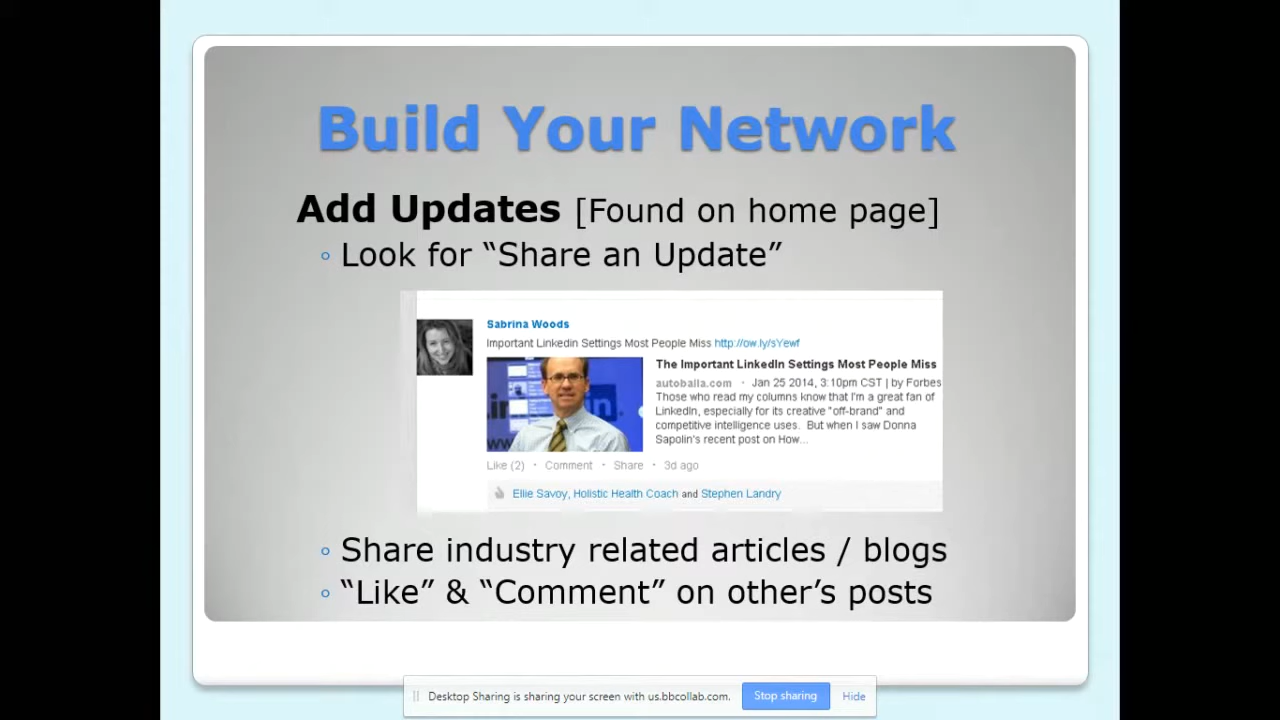 Build Your Network
Add Updates [Found on home page]
Look for “Share an Update”
Sabrina Woods
Important Linkedin Settings Most People Miss http://ow.ly/sYewf
The Important LinkedIn Settings Most People Miss
autoballa.com · Jan 25 2014, 3:10pm CST | by Forbes
Those who read my columns know that I'm a great fan of
LinkedIn, especially for its creative "off-brand" and
competitive intelligence uses. But when I saw Donna
Sapolin's recent post on How...
in.
Like (2) · Comment · Share · 3d ago
Ellie Savoy, Holistic Health Coach and Stephen Landry
Share industry related articles / blogs
“Like” & “Comment” on other’s posts
Desktop Sharing is sharing your screen with us.bbcollab.com. Stop sharing Hide